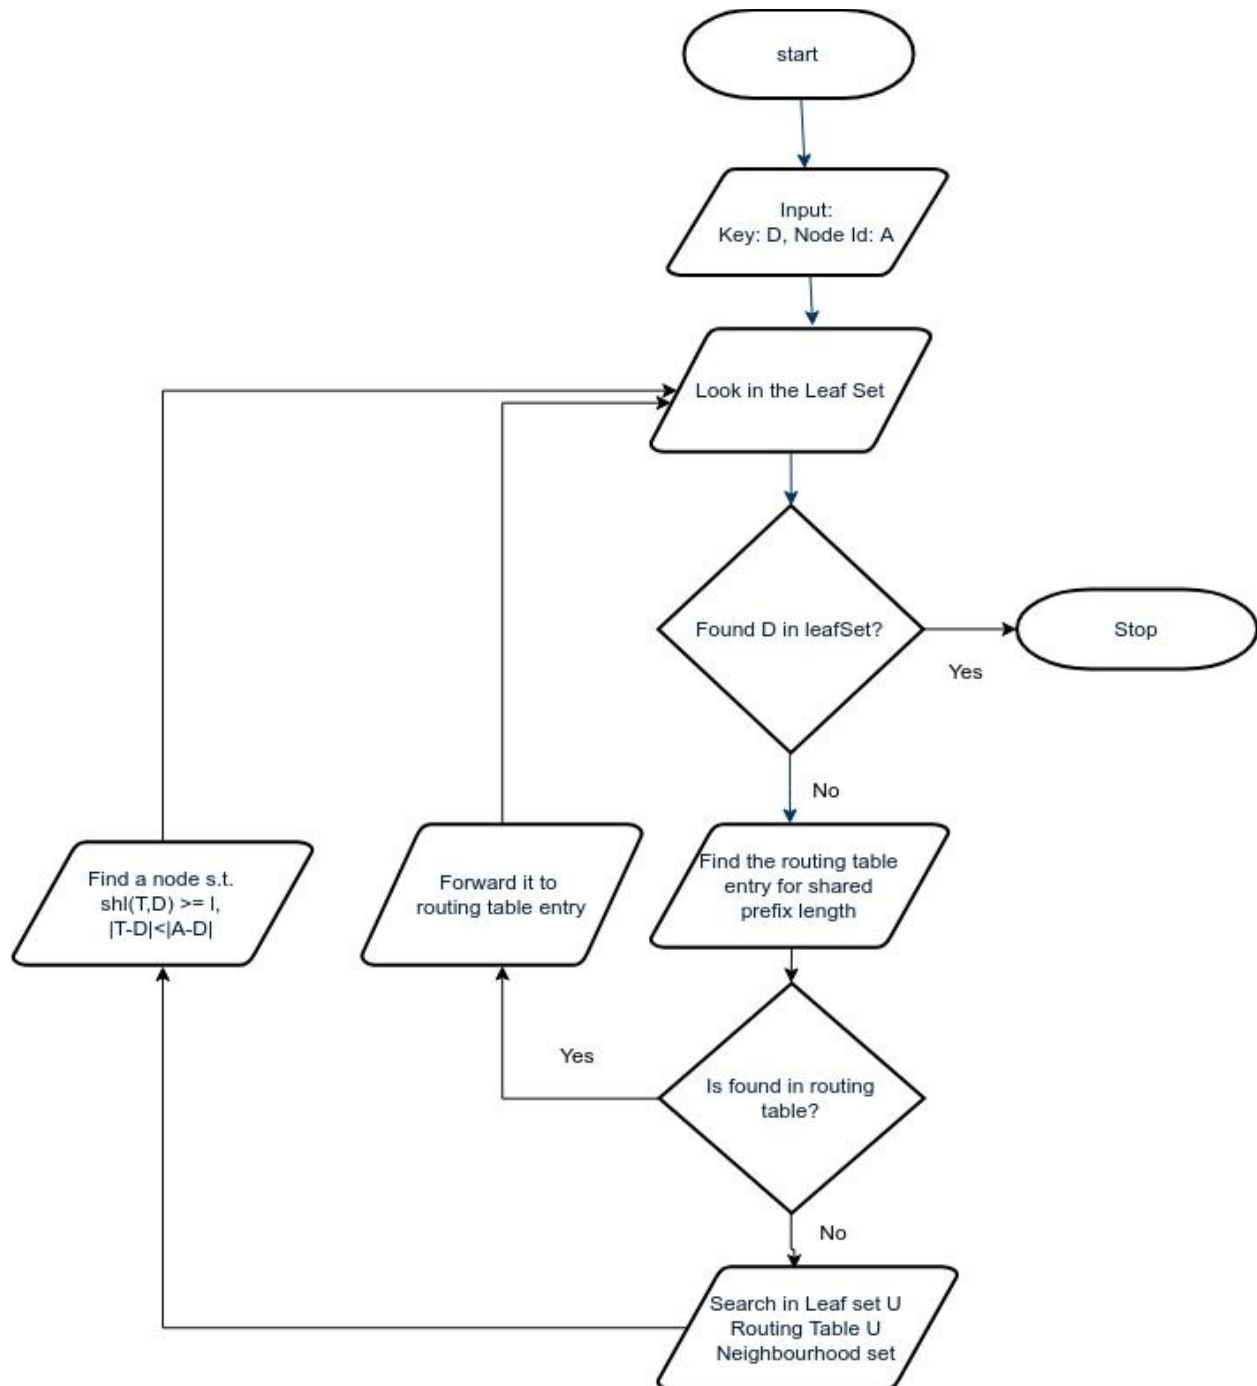 start
Input:
Key: D, Node Id: A
Look in the Leaf Set
Found D in leafSet?
Yes
Stop
No
Find the routing table
entry for shared
prefix length
Forward it to
routing table entry
Find a node s.t.
shl(T,D) >= l,
|T-D|<|A-D|
Yes
Is found in routing
table?
No
Search in Leaf set U
Routing Table U
Neighbourhood set